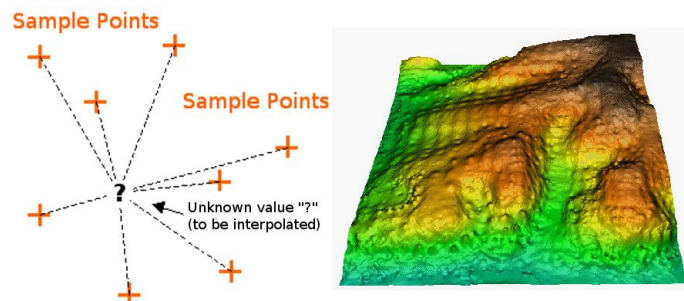 Sample Points
Sample Points
?
Unknown value "?"
(to be interpolated)